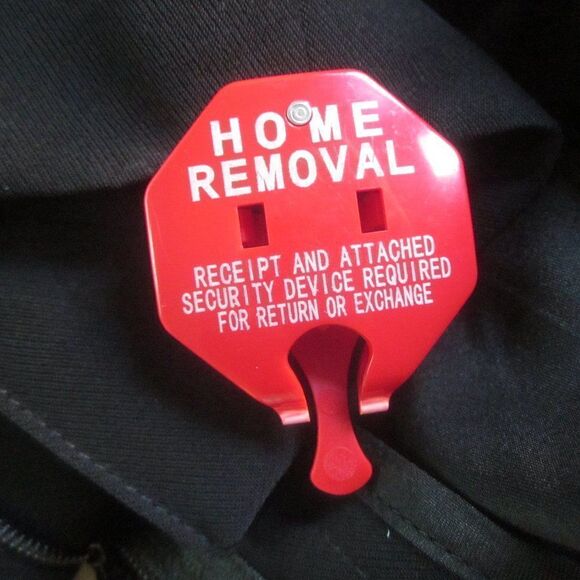 HOME
REMOVAL
RECEIPT AND ATTACHED
SECURITY DEVICE REQUIRED
FOR RETURN OR EXCHANGE